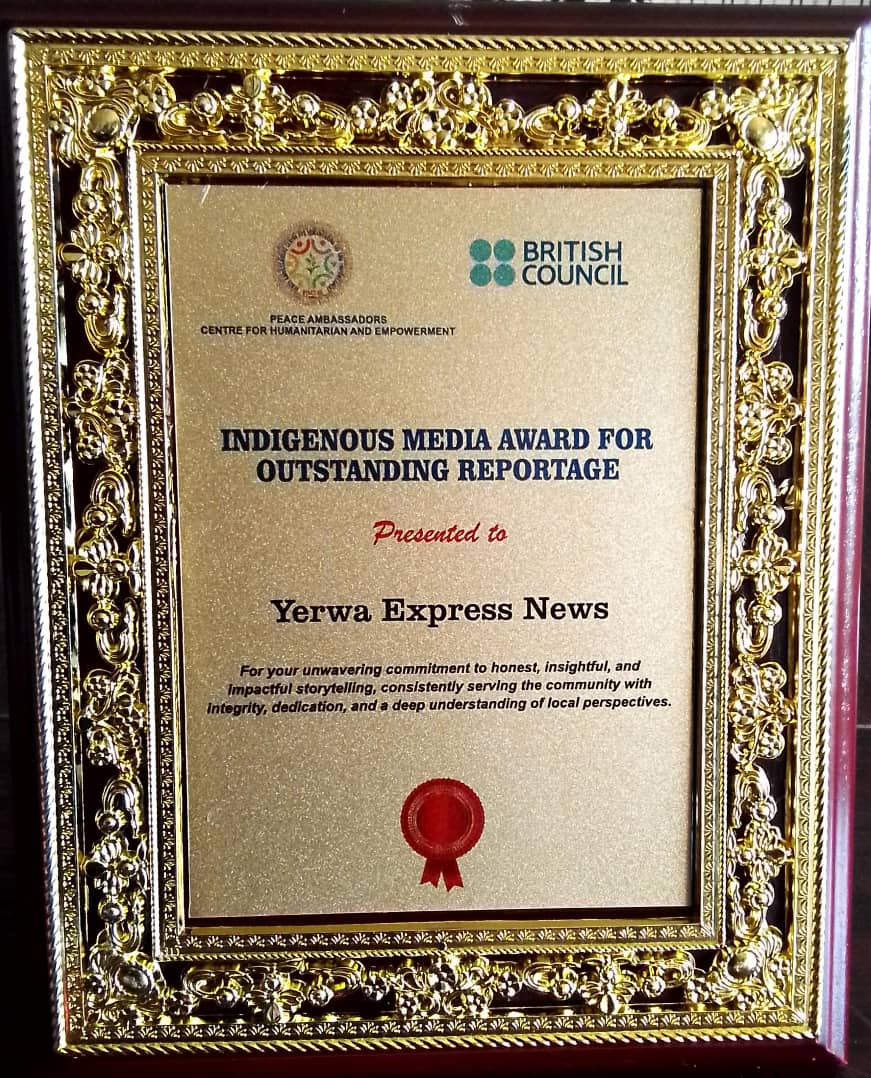 BRITISH
COUNCIL
PEACE AMBASSADORS
CENTRE FOR HUMANITARIAN AND EMPOWERMENT
INDIGENOUS MEDIA AWARD FOR
OUTSTANDING REPORTAGE
Presented to
Yerwa Express News
For your unwavering commitment to honest, insightful, and
impactful storytelling, consistently serving the community with
integrity, dedication, and a deep understanding of local perspectives.